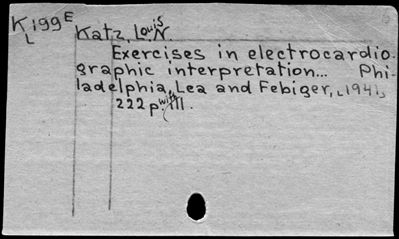 K199E
L
Katz, Louis N.
Exercises in electrocardio-
graphic interpretation... Phi-
ladelphia, Lea and Febiger, 1941.
222 p. with ill.